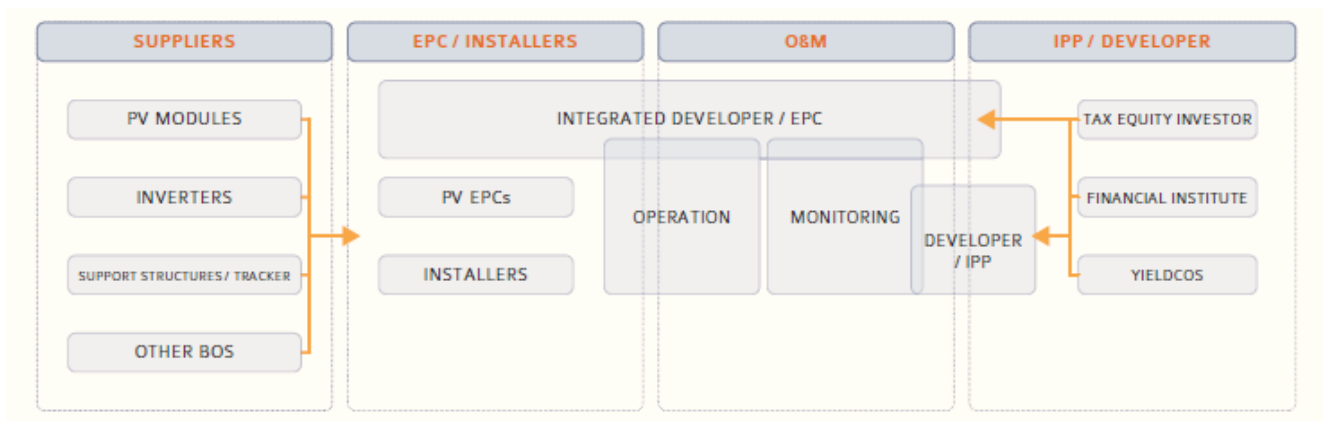 SUPPLIERS
EPC / INSTALLERS
O&M
IPP / DEVELOPER
PV MODULES
INVERTERS
SUPPORT STRUCTURES / TRACKER
OTHER BOS
INTEGRATED DEVELOPER / EPC
PV EPCs
INSTALLERS
OPERATION
MONITORING
DEVELOPER
/ IPP
TAX EQUITY INVESTOR
FINANCIAL INSTITUTE
YIELDCOS